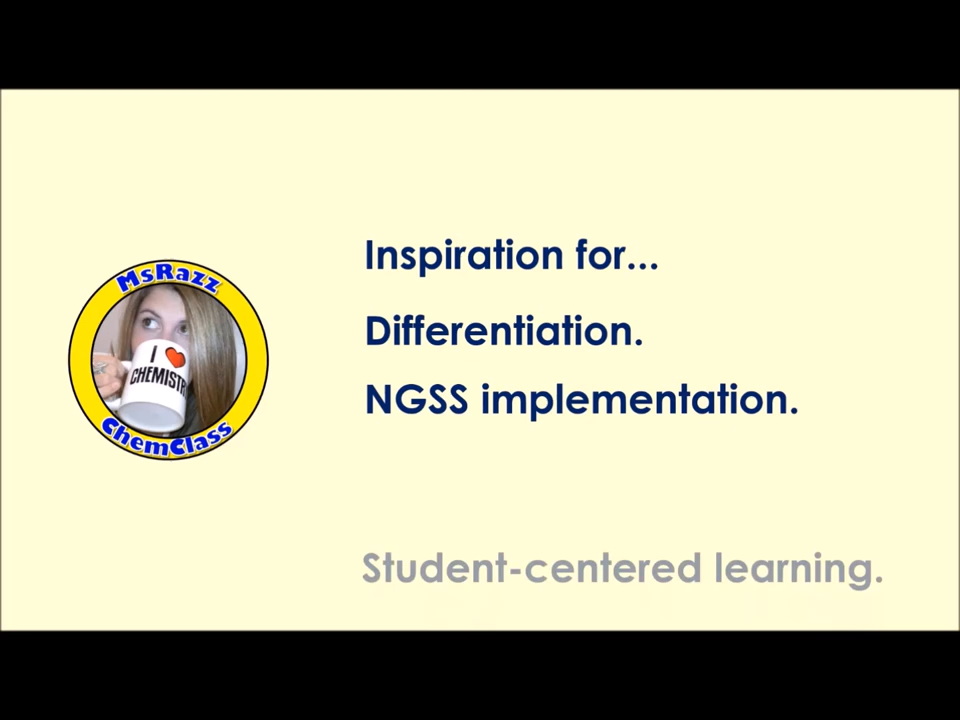 MsRazz
I ❤ CHEMISTR
ChemClass
Inspiration for...
Differentiation.
NGSS implementation.
Student-centered learning.